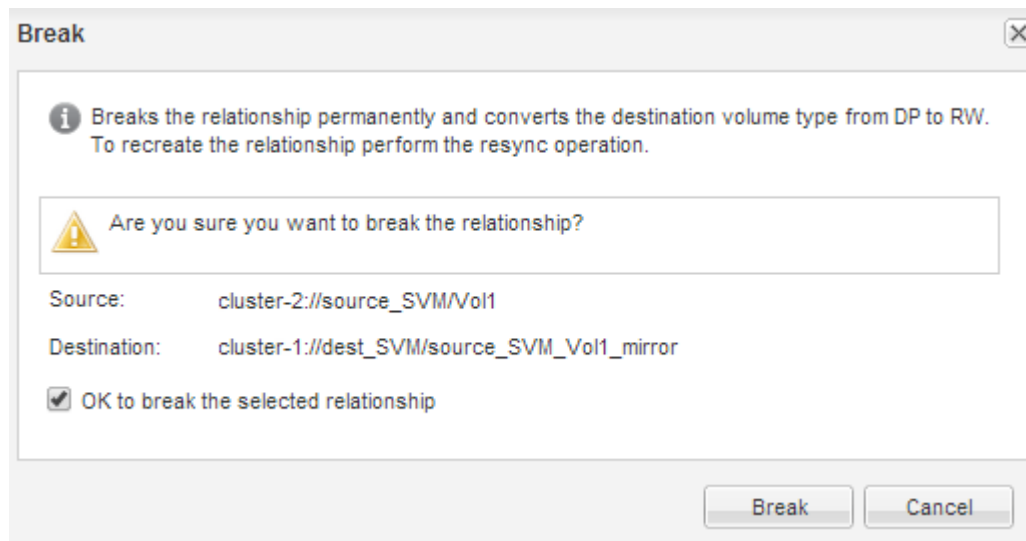 Break
Breaks the relationship permanently and converts the destination volume type from DP to RW.
To recreate the relationship perform the resync operation.
Are you sure you want to break the relationship?
Source: cluster-2://source_SVM/Vol1
Destination: cluster-1://dest_SVM/source_SVM_Vol1_mirror
OK to break the selected relationship
Break Cancel